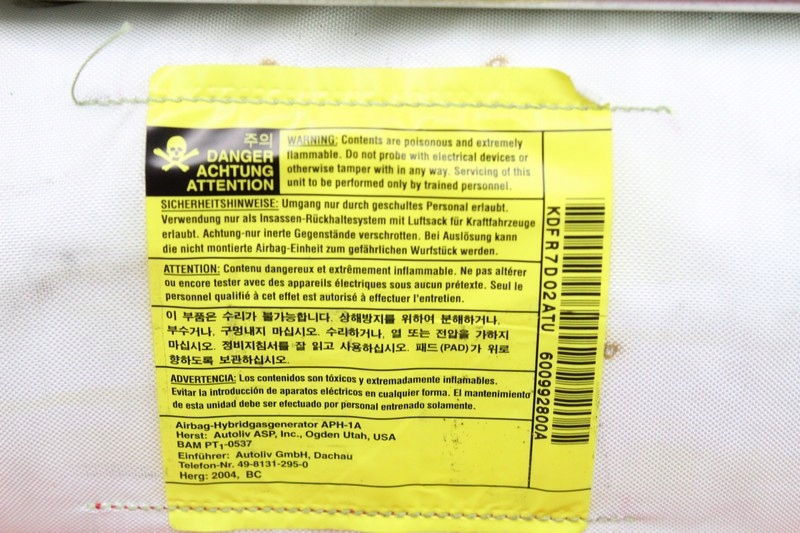 주의
DANGER
ACHTUNG
ATTENTION
WARNING: Contents are poisonous and extremely
flammable. Do not probe with electrical devices or
otherwise tamper with in any way. Servicing of this
unit to be performed only by trained personnel.
SICHERHEITSHINWEISE: Umgang nur durch geschultes Personal erlaubt.
Verwendung nur als Insassen-Rückhaltesystem mit Luftsack für Kraftfahrzeuge
erlaubt. Achtung-nur inerte Gegenstände verschrotten. Bei Auslösung kann
die nicht montierte Airbag-Einheit zum gefährlichen Wurfstück werden.
ATTENTION: Contenu dangereux et extrêmement inflammable. Ne pas altérer
ou encore tester avec des appareils électriques sous aucun prétexte. Seul le
personnel qualifié à cet effet est autorisé à effectuer l'entretien.
이 부품은 수리가 불가능합니다. 상해방지를 위하여 분해하거나,
부수거나, 구멍내지 마십시오. 수리하거나, 열 또는 전압을 가하지
마십시오. 정비지침서를 잘 읽고 사용하십시오. 패드(PAD)가 위로
향하도록 보관하십시오.
ADVERTENCIA: Los contenidos son tóxicos y extremadamente inflamables.
Evitar la introducción de aparatos eléctricos en cualquier forma. El mantenimiento
de esta unidad debe ser efectuado por personal entrenado solamente.
Airbag-Hybridgasgenerator APH-1A
Herst: Autoliv ASP, Inc., Ogden Utah, USA
BAM PT1-0537
Einführer: Autoliv GmbH, Dachau
Telefon-Nr. 49-8131-295-0
Herg: 2004, BC
KDFR7D02ATU 600992800A